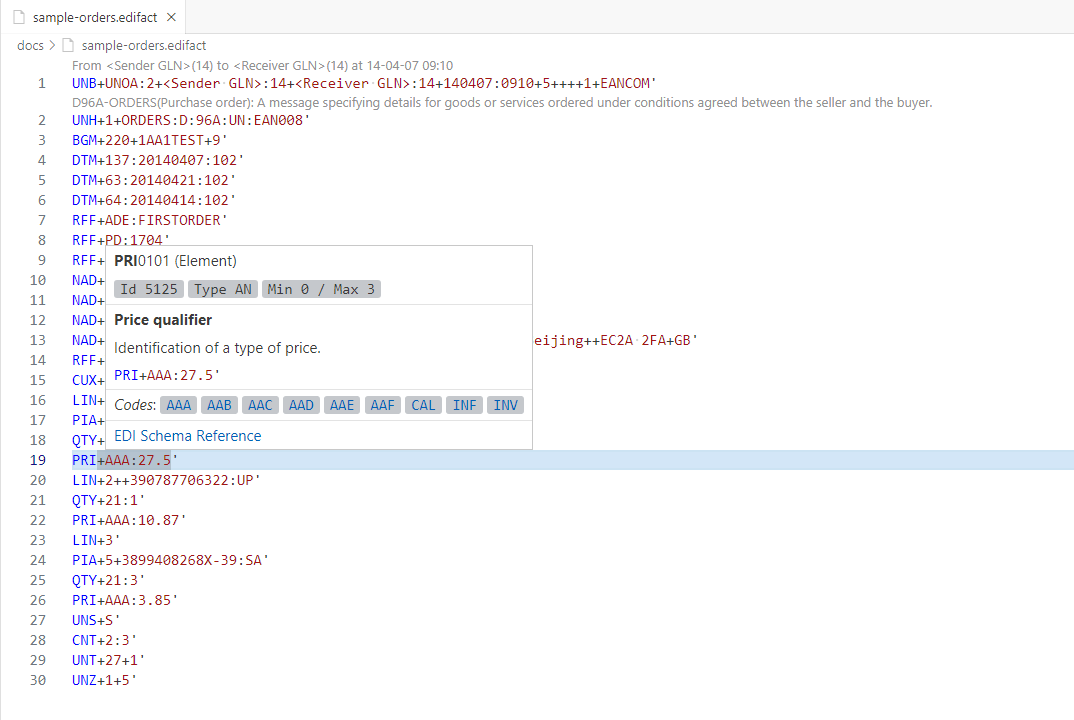 sample-orders.edifact
docs > sample-orders.edifact
From <Sender GLN>(14) to <Receiver GLN>(14) at 14-04-07 09:10
1 UNB+UNOA:2+<Sender·GLN>:14+<Receiver·GLN>:14+140407:0910+5++++1+EANCOM'
D96A-ORDERS(Purchase order): A message specifying details for goods or services ordered under conditions agreed between the seller and the buyer.
2 UNH+1+ORDERS:D:96A:UN:EAN008'
3 BGM+220+1AA1TEST+9'
4 DTM+137:20140407:102'
5 DTM+63:20140421:102'
6 DTM+64:20140414:102'
7 RFF+ADE:FIRSTORDER'
8 RFF+PD:1704'
9 RFF+
10 NAD+
11 NAD+
12 NAD+
13 NAD+ eijing++EC2A·2FA+GB'
14 RFF+
15 CUX+
16 LIN+
17 PIA+
18 QTY+
PRI0101 (Element)
Id 5125 Type AN Min 0 / Max 3
Price qualifier
Identification of a type of price.
PRI+AAA:27.5'
Codes: AAA AAB AAC AAD AAE AAF CAL INF INV
EDI Schema Reference
19 PRI+AAA:27.5'
20 LIN+2++390787706322:UP'
21 QTY+21:1'
22 PRI+AAA:10.87'
23 LIN+3'
24 PIA+5+3899408268X-39:SA'
25 QTY+21:3'
26 PRI+AAA:3.85'
27 UNS+S'
28 CNT+2:3'
29 UNT+27+1'
30 UNZ+1+5'